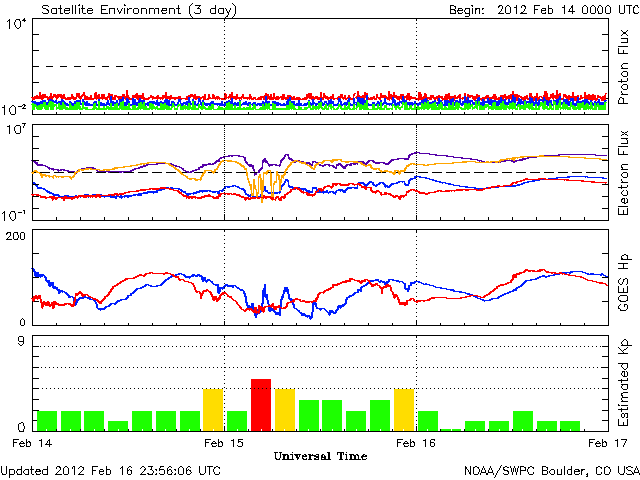 Satellite Environment (3 day) Begin: 2012 Feb 14 0000 UTC
10^4
10^-2
Proton Flux
10^7
10^-1
Electron Flux
200
100
0
GOES Hp
9
0
Estimated Kp
Feb 14 Feb 15 Feb 16 Feb 17
Universal Time
Updated 2012 Feb 16 23:56:06 UTC NOAA/SWPC Boulder, CO USA